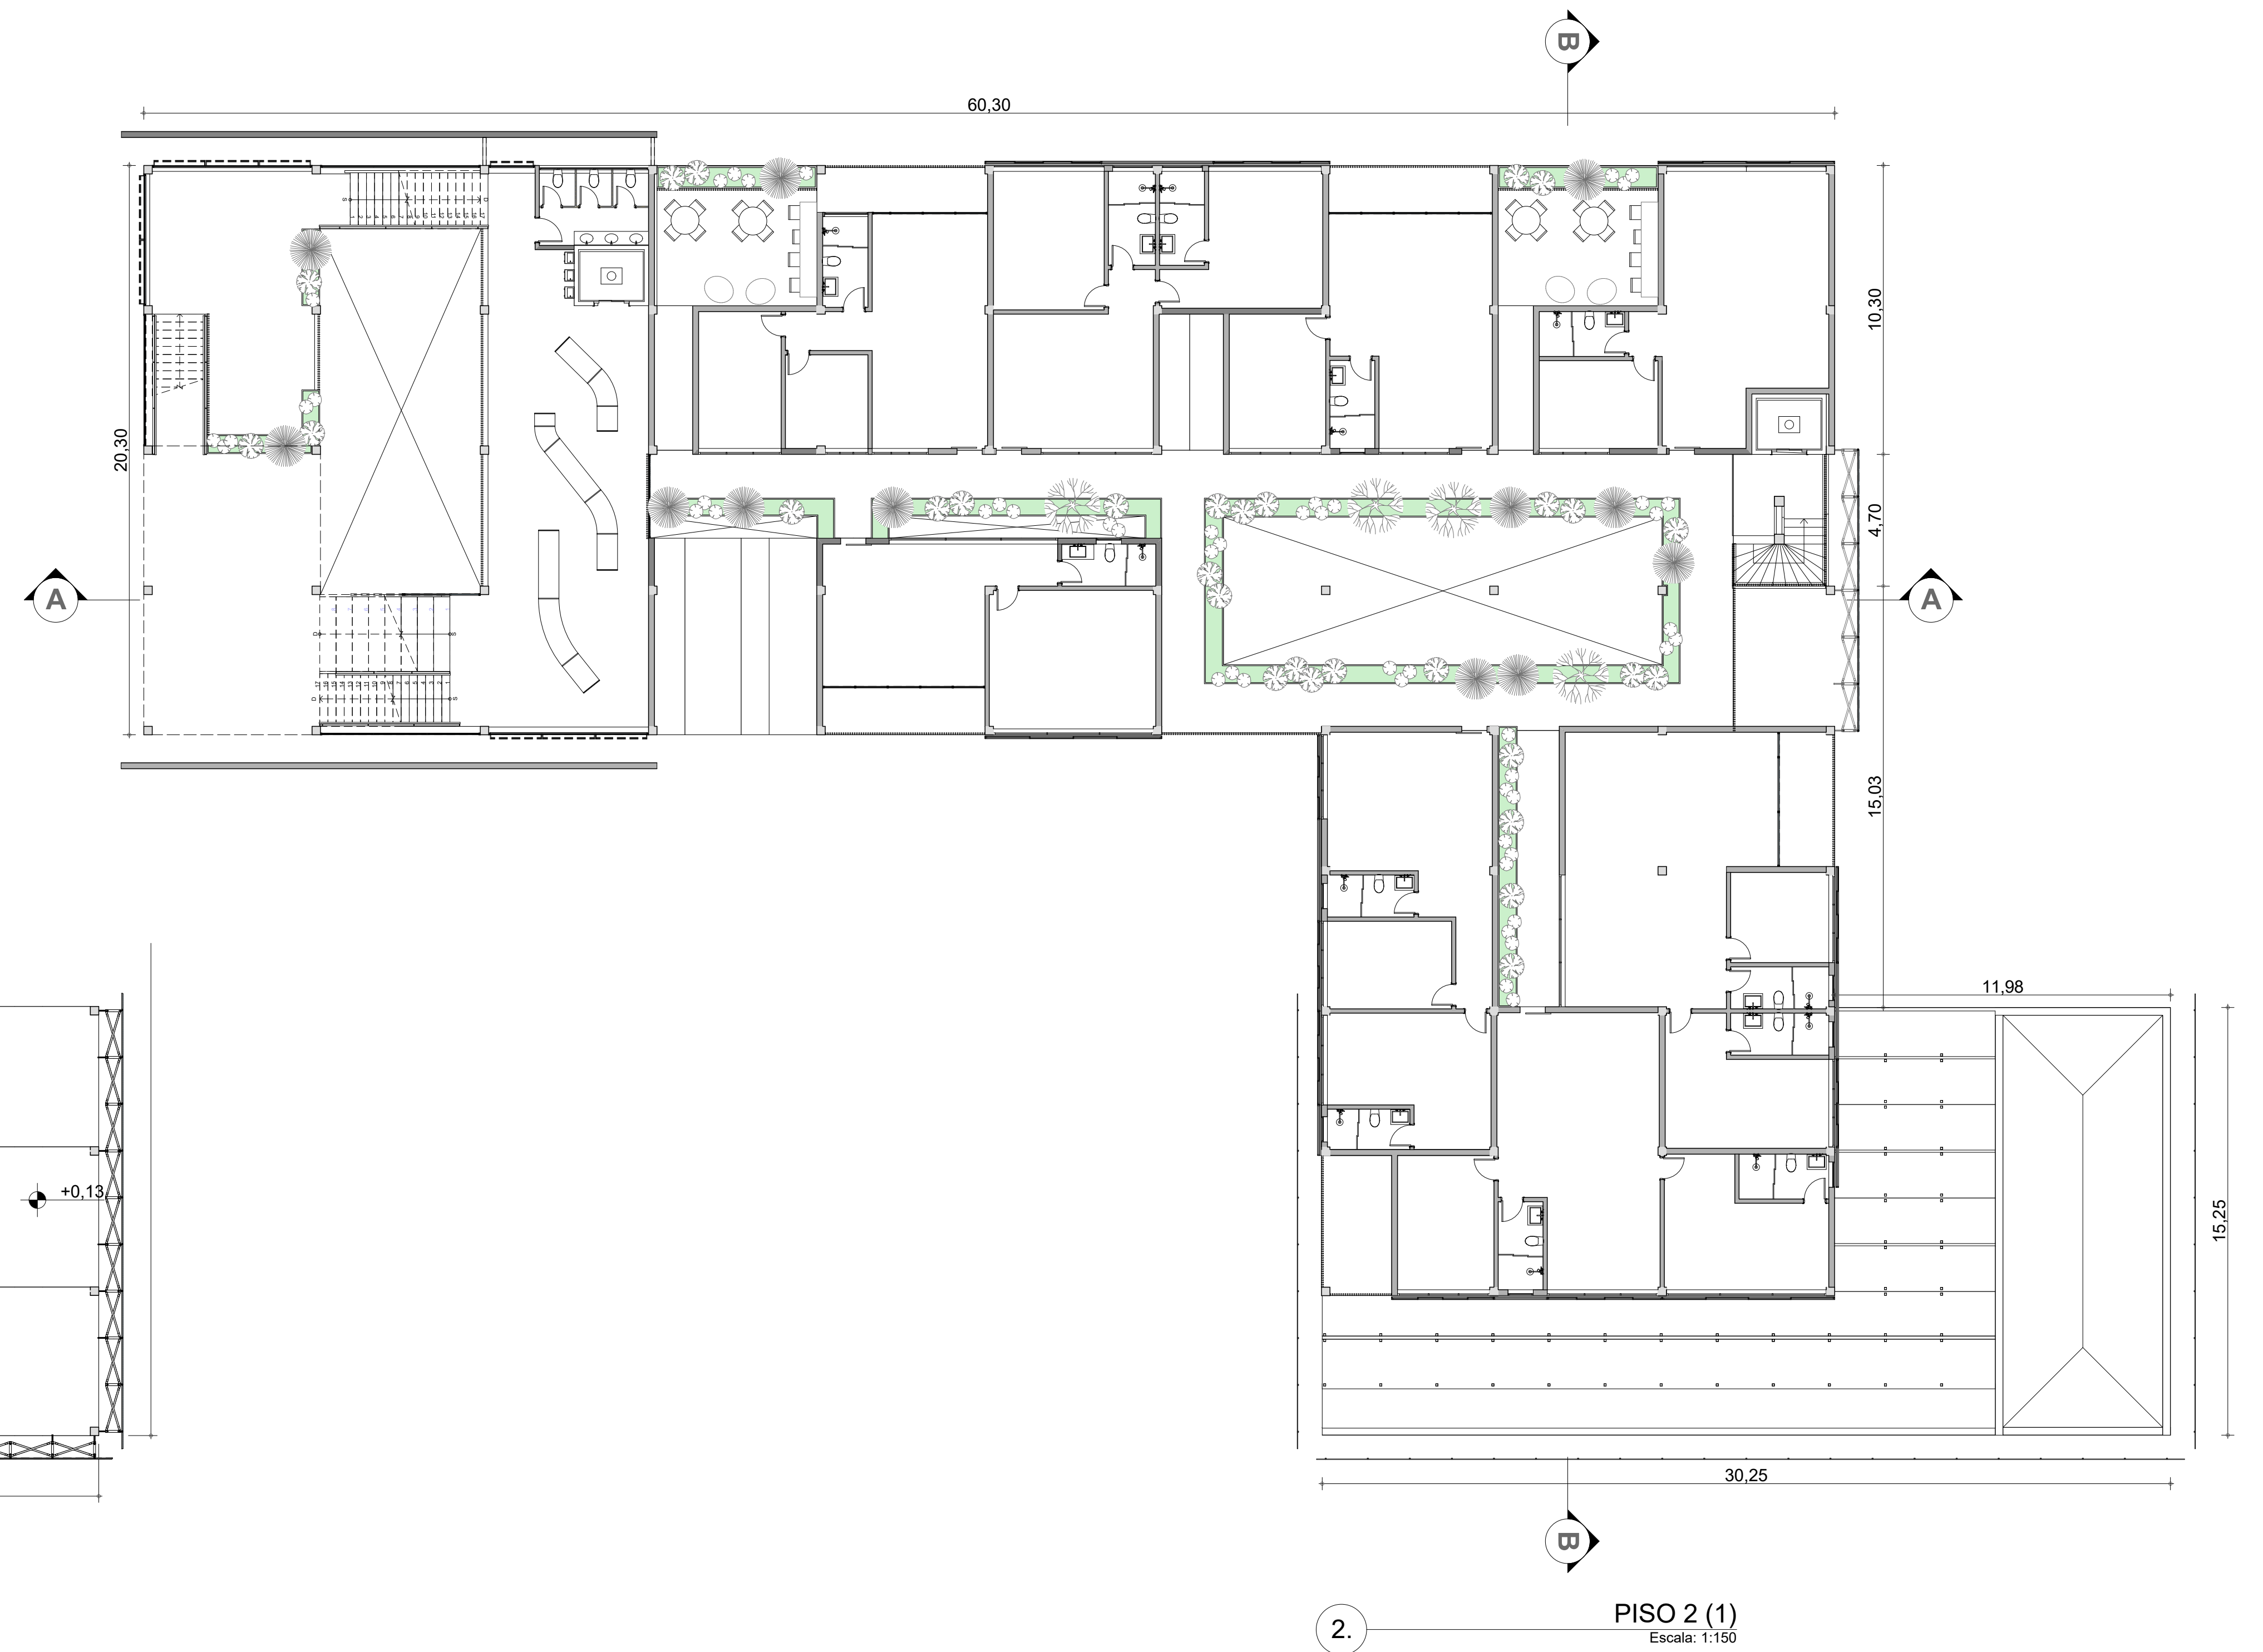 B
60,30
10,30
20,30
4,70
A
A
15,03
11,98
+0,13
15,25
30,25
B
2.
PISO 2 (1)
Escala: 1:150